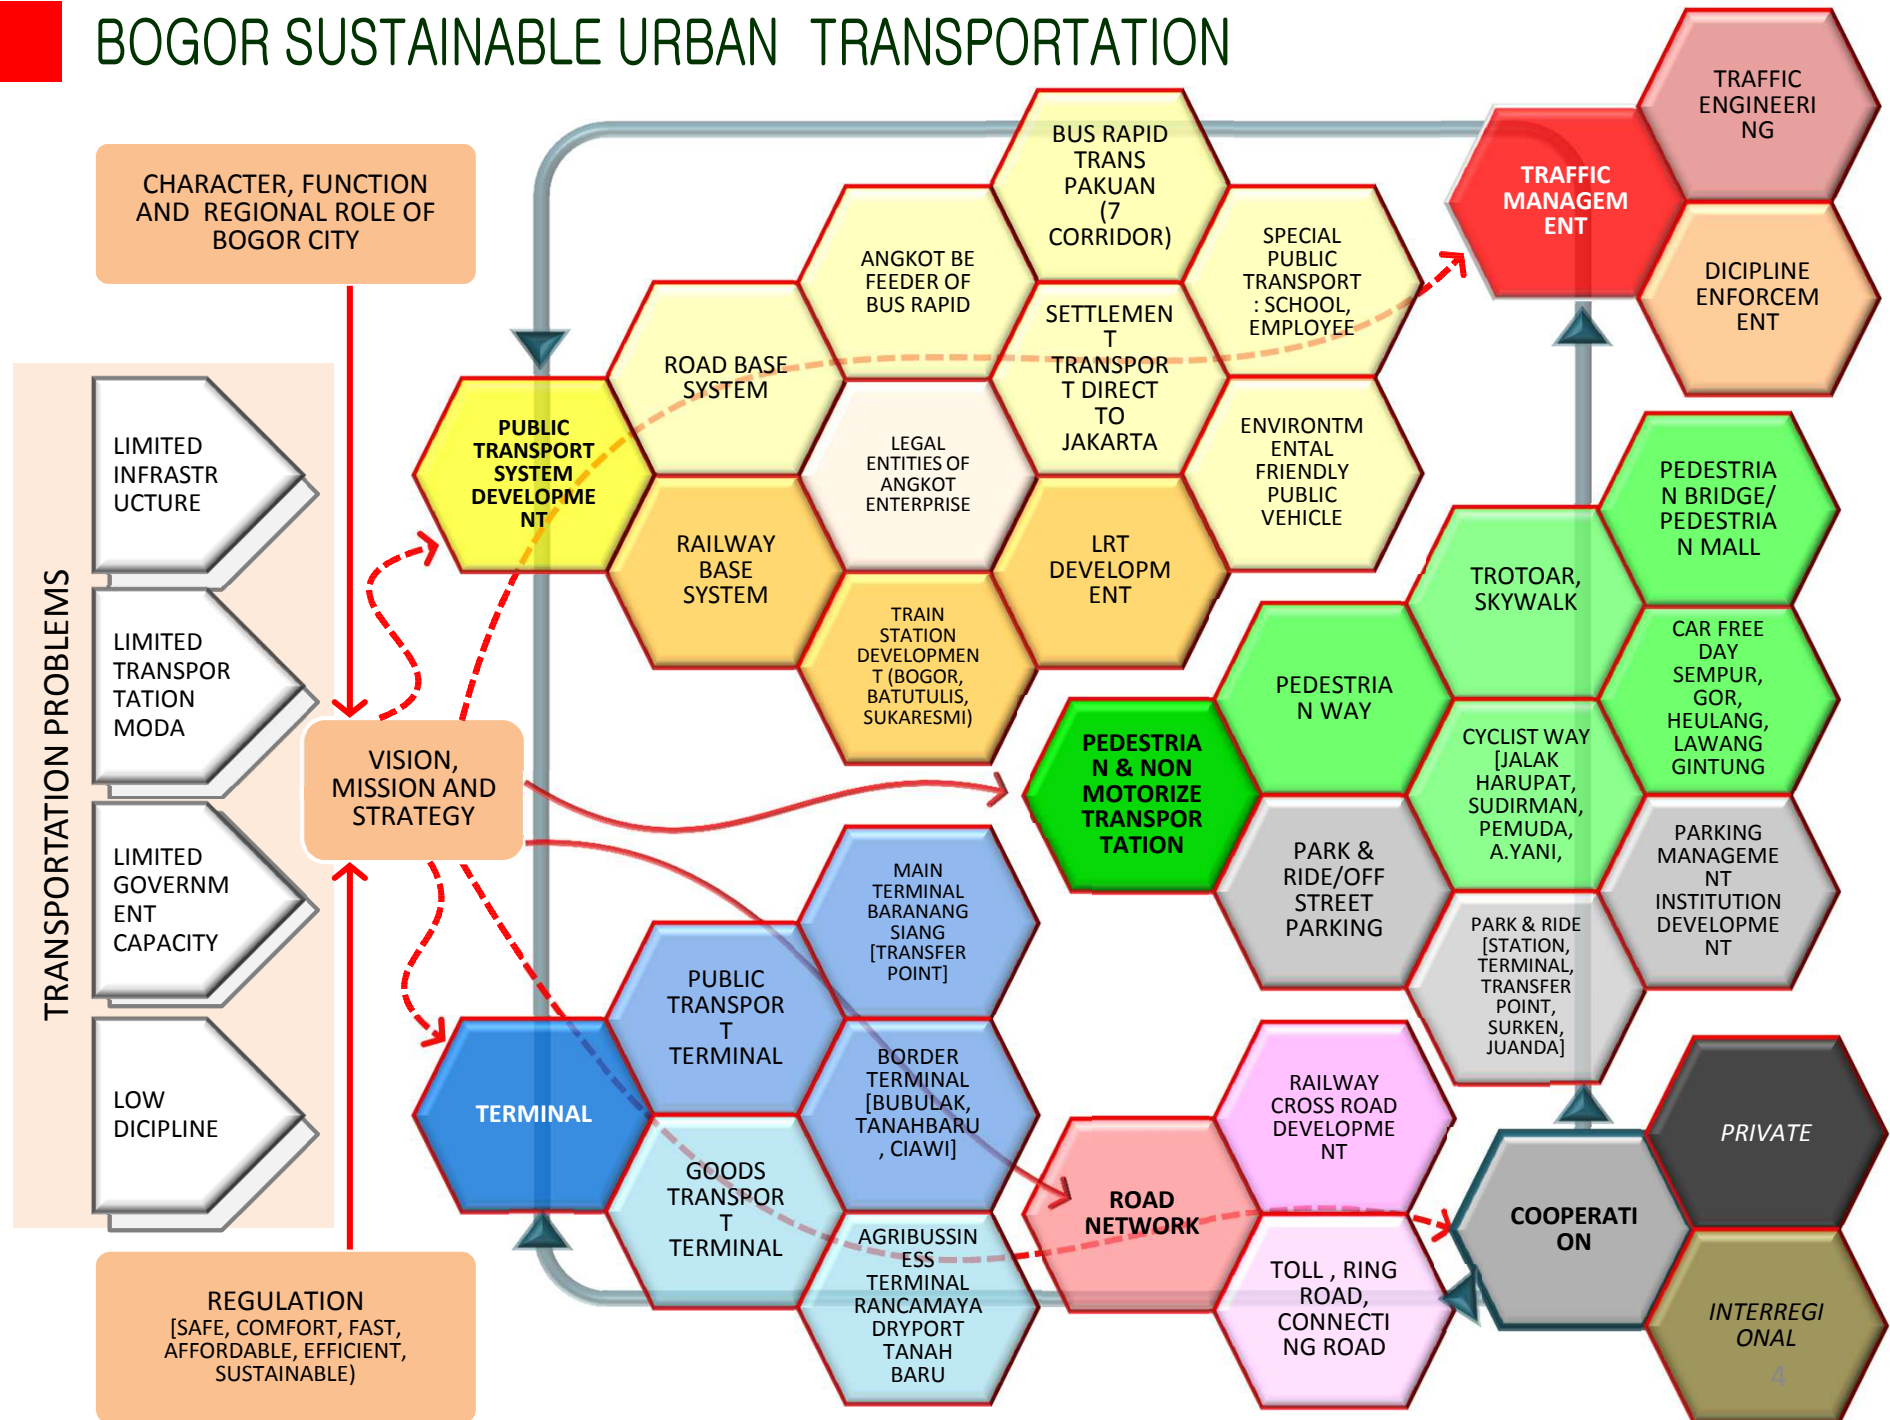 BOGOR SUSTAINABLE URBAN TRANSPORTATION
CHARACTER, FUNCTION
AND REGIONAL ROLE OF
BOGOR CITY
TRANSPORTATION PROBLEMS
LIMITED
INFRASTR
UCTURE
LIMITED
TRANSPOR
TATION
MODA
LIMITED
GOVERNM
ENT
CAPACITY
LOW
DICIPLINE
VISION,
MISSION AND
STRATEGY
REGULATION
[SAFE, COMFORT, FAST,
AFFORDABLE, EFFICIENT,
SUSTAINABLE)
PUBLIC
TRANSPORT
SYSTEM
DEVELOPME
NT
ROAD BASE
SYSTEM
ANGKOT BE
FEEDER OF
BUS RAPID
BUS RAPID
TRANS
PAKUAN
(7
CORRIDOR)
SPECIAL
PUBLIC
TRANSPORT
: SCHOOL,
EMPLOYEE
SETTLEMEN
T
TRANSPOR
T DIRECT
TO
JAKARTA
LEGAL
ENTITIES OF
ANGKOT
ENTERPRISE
ENVIRONTM
ENTAL
FRIENDLY
PUBLIC
VEHICLE
RAILWAY
BASE
SYSTEM
TRAIN
STATION
DEVELOPMEN
T (BOGOR,
BATUTULIS,
SUKARESMI)
LRT
DEVELOPM
ENT
TRAFFIC
MANAGEM
ENT
TRAFFIC
ENGINEERI
NG
DICIPLINE
ENFORCEM
ENT
PEDESTRIA
N & NON
MOTORIZE
TRANSPOR
TATION
PEDESTRIA
N WAY
TROTOAR,
SKYWALK
PEDESTRIA
N BRIDGE/
PEDESTRIA
N MALL
CAR FREE
DAY
SEMPUR,
GOR,
HEULANG,
LAWANG
GINTUNG
CYCLIST WAY
[JALAK
HARUPAT,
SUDIRMAN,
PEMUDA,
A.YANI,
PARK &
RIDE/OFF
STREET
PARKING
PARK & RIDE
[STATION,
TERMINAL,
TRANSFER
POINT,
SURKEN,
JUANDA]
PARKING
MANAGEME
NT
INSTITUTION
DEVELOPME
NT
TERMINAL
PUBLIC
TRANSPOR
T
TERMINAL
MAIN
TERMINAL
BARANANG
SIANG
[TRANSFER
POINT]
BORDER
TERMINAL
[BUBULAK,
TANAHBARU
, CIAWI]
GOODS
TRANSPOR
T
TERMINAL
AGRIBUSSIN
ESS
TERMINAL
RANCAMAYA
DRYPORT
TANAH
BARU
ROAD
NETWORK
RAILWAY
CROSS ROAD
DEVELOPME
NT
TOLL , RING
ROAD,
CONNECTI
NG ROAD
COOPERATI
ON
PRIVATE
INTERREGI
ONAL
4